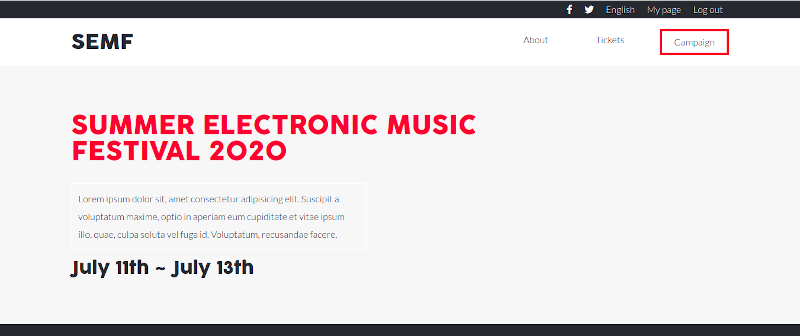 English My page Log out
SEMF
About Tickets Campaign
SUMMER ELECTRONIC MUSIC
FESTIVAL 2020
Lorem ipsum dolor sit, amet consectetur adipisicing elit. Suscipit a
voluptatum maxime, optio in aperiam eum cupiditate et vitae ipsum
illo, quae, culpa soluta vel fuga id. Voluptatum, recusandae facere.
July 11th ~ July 13th